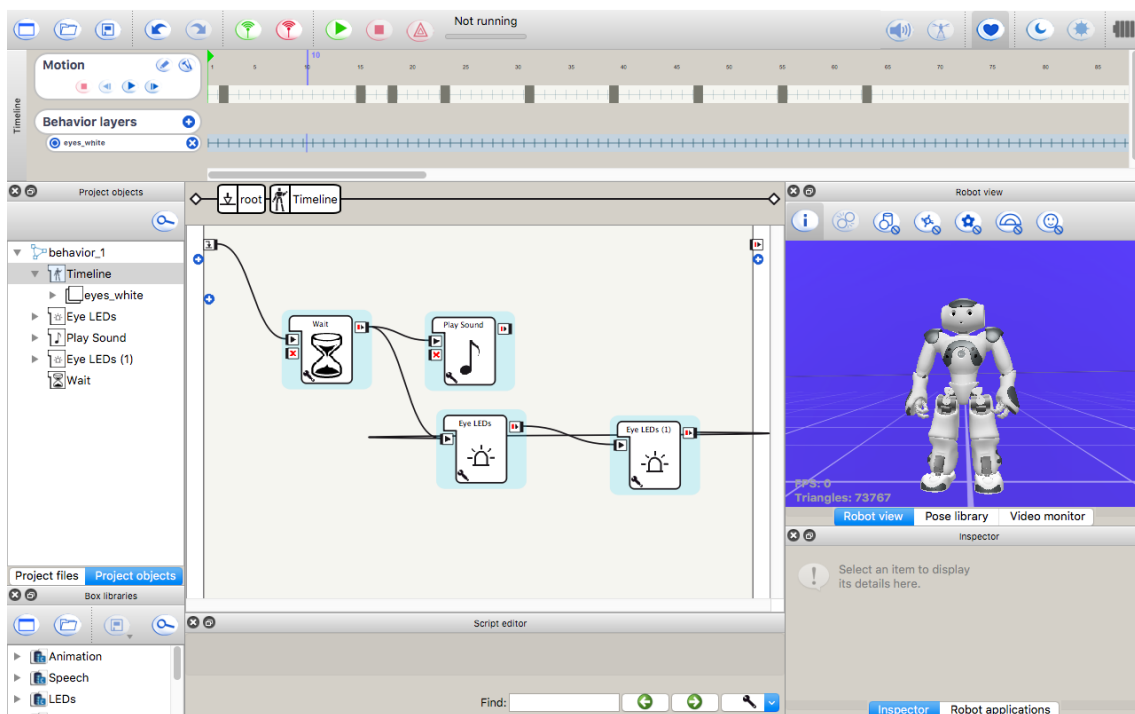 Not running
Motion
1 5 10 10 15 20 25 30 35 40 45 50 55 60 65 70 75 80 85
Timeline
Behavior layers
eyes_white
Project objects
root Timeline
Robot view
behavior_1
Timeline
eyes_white
Eye LEDs
Play Sound
Eye LEDs (1)
Wait
Wait
Play Sound
Eye LEDs
Eye LEDs (1)
FPS: 0
Triangles: 73767
Robot view Pose library Video monitor
Inspector
Select an item to display
its details here.
Project files Project objects
Box libraries
Script editor
Animation
Speech
LEDs
Find:
Inspector Robot applications